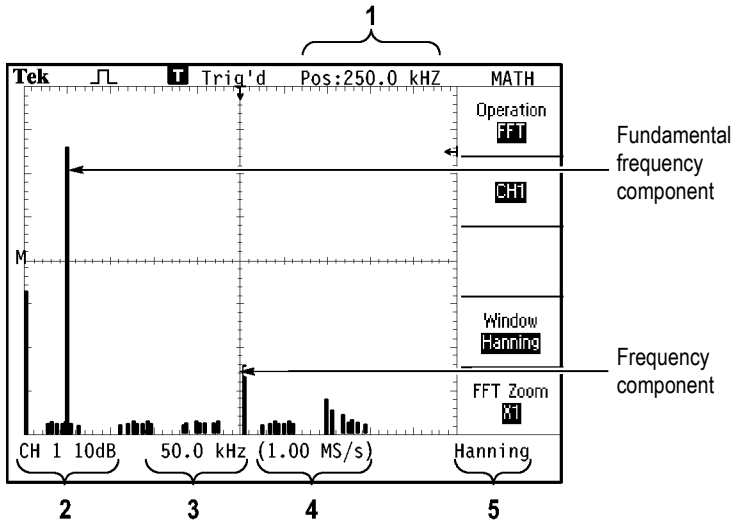 1
Tek T Trig'd Pos:250.0 kHZ MATH
Operation
FFT
CH1
Fundamental
frequency
component
M
Window
Hanning
Frequency
component
FFT Zoom
X1
CH 1 10dB 50.0 kHz (1.00 MS/s) Hanning
2 3 4 5